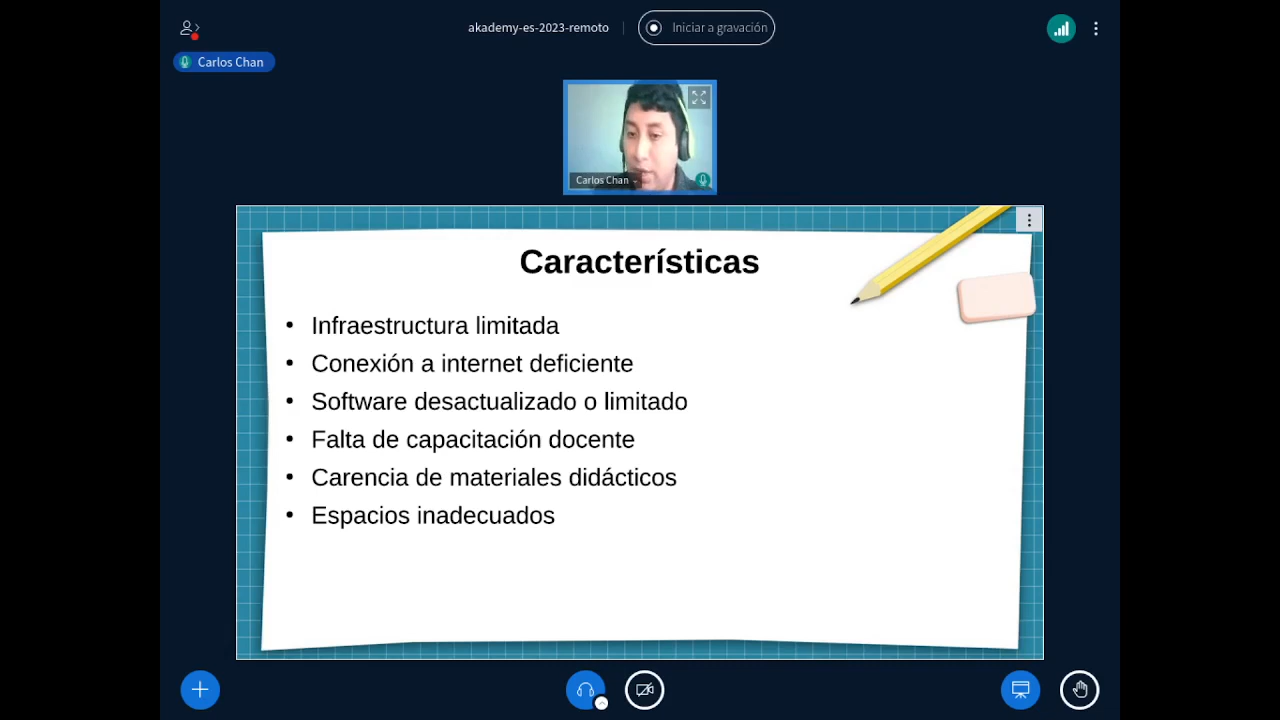 akademy-es-2023-remoto
Iniciar a gravación
Carlos Chan
Carlos Chan
Características
• Infraestructura limitada
• Conexión a internet deficiente
• Software desactualizado o limitado
• Falta de capacitación docente
• Carencia de materiales didácticos
• Espacios inadecuados